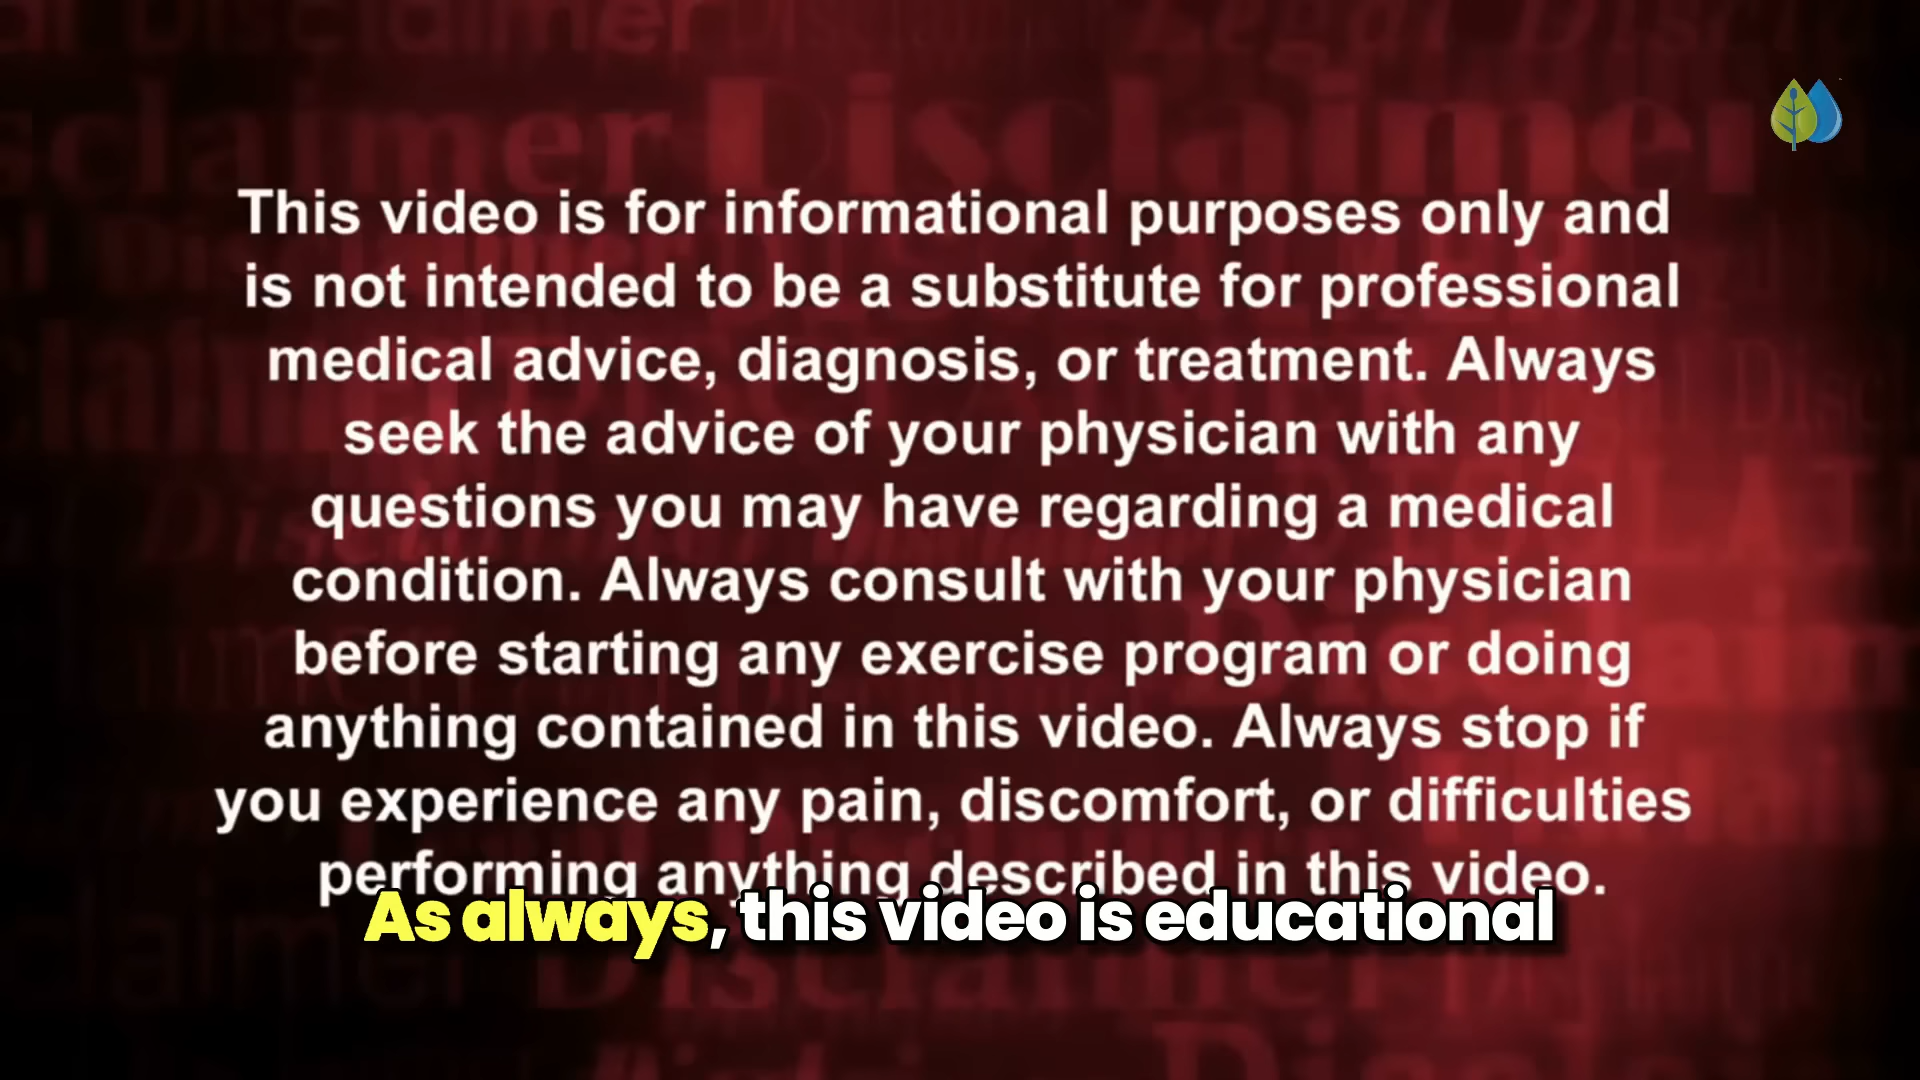 This video is for informational purposes only and
is not intended to be a substitute for professional
medical advice, diagnosis, or treatment. Always
seek the advice of your physician with any
questions you may have regarding a medical
condition. Always consult with your physician
before starting any exercise program or doing
anything contained in this video. Always stop if
you experience any pain, discomfort, or difficulties
performing anything described in this video.
As always, this video is educational